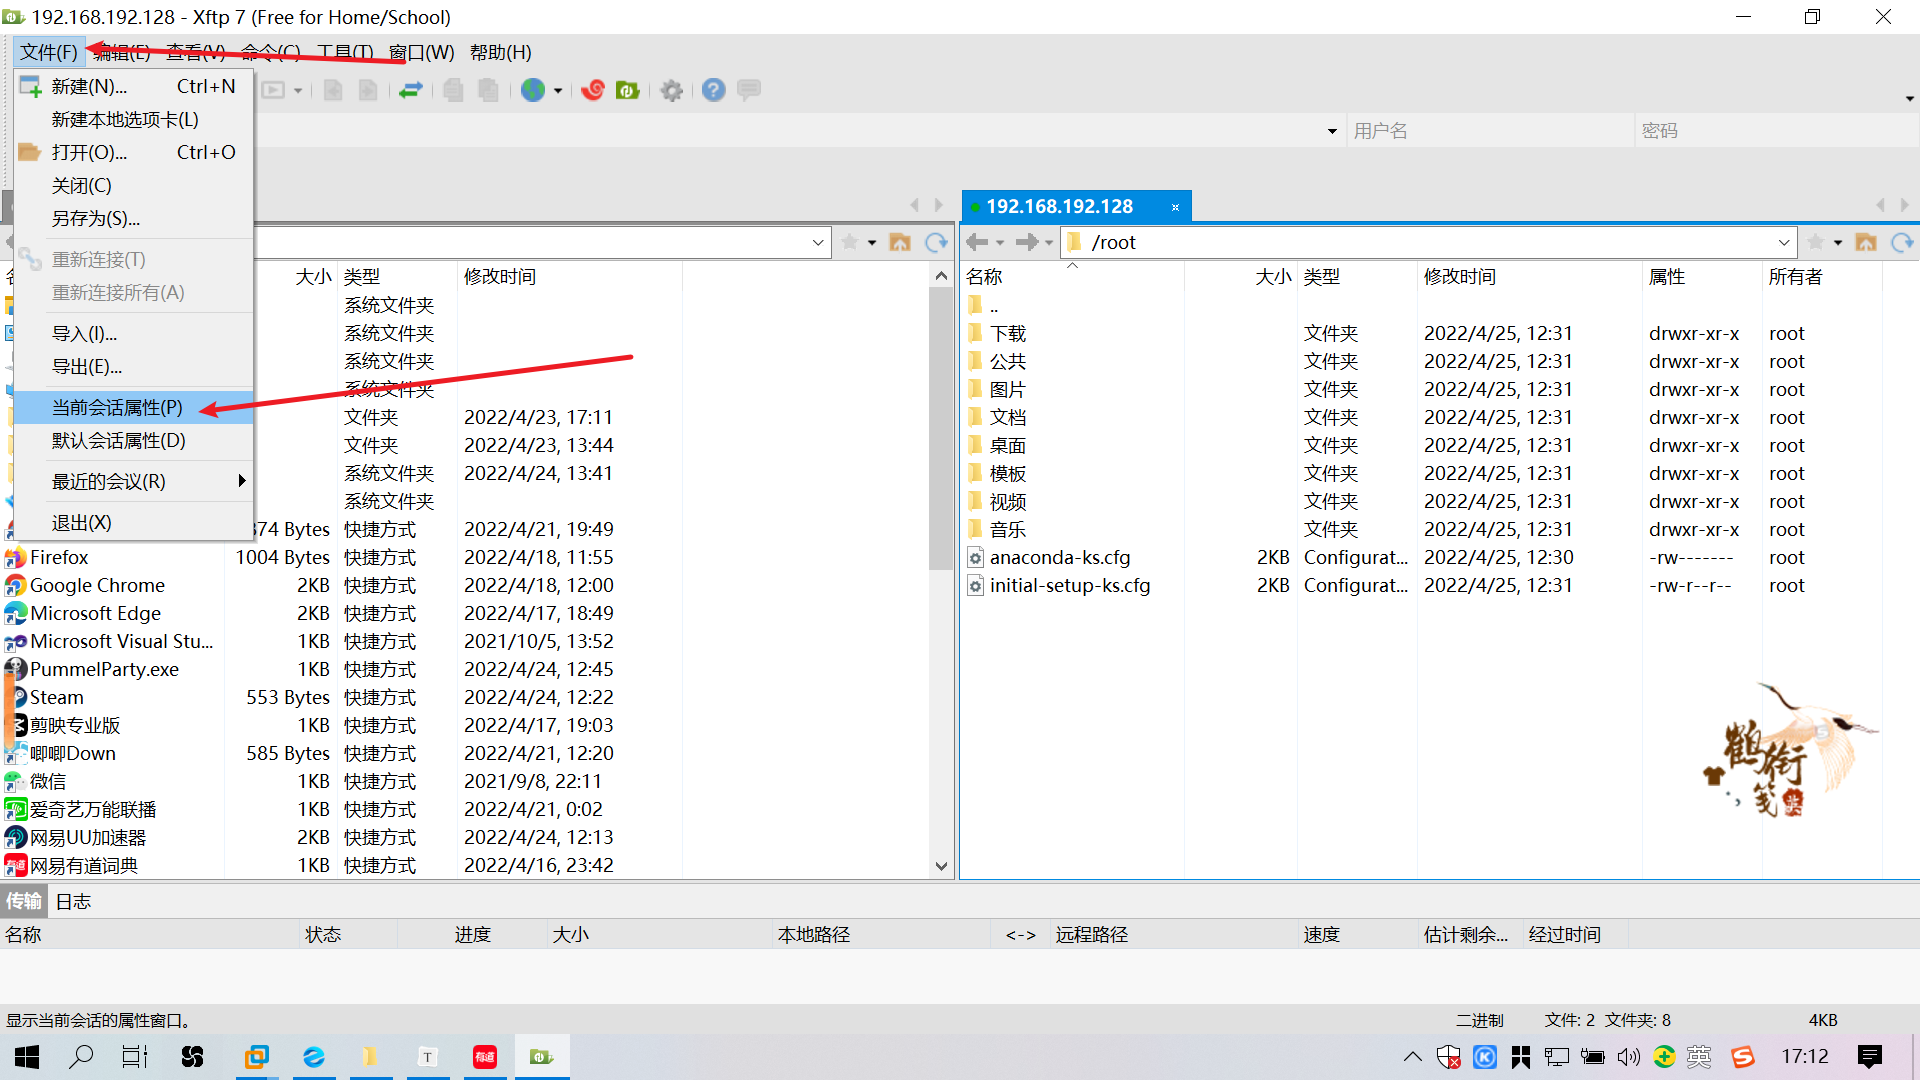 192.168.192.128 - Xftp 7 (Free for Home/School)
文件(F) 编辑(E) 查看(V) 命令(C) 工具(T) 窗口(W) 帮助(H)
新建(N)... Ctrl+N
新建本地选项卡(L)
用户名 密码
打开(O)... Ctrl+O
关闭(C)
另存为(S)...
192.168.192.128
/root
重新连接(T)
重新连接所有(A)
导入(I)...
导出(E)...
当前会话属性(P)
默认会话属性(D)
最近的会议(R)
退出(X)
大小 类型 修改时间
系统文件夹
系统文件夹
系统文件夹
系统文件夹
文件夹 2022/4/23, 17:11
文件夹 2022/4/23, 13:44
系统文件夹 2022/4/24, 13:41
系统文件夹
374 Bytes 快捷方式 2022/4/21, 19:49
Firefox 1004 Bytes 快捷方式 2022/4/18, 11:55
Google Chrome 2KB 快捷方式 2022/4/18, 12:00
Microsoft Edge 2KB 快捷方式 2022/4/17, 18:49
Microsoft Visual Stu... 1KB 快捷方式 2021/10/5, 13:52
PummelParty.exe 1KB 快捷方式 2022/4/24, 12:45
Steam 553 Bytes 快捷方式 2022/4/24, 12:22
剪映专业版 1KB 快捷方式 2022/4/17, 19:03
唧唧Down 585 Bytes 快捷方式 2022/4/21, 12:20
微信 1KB 快捷方式 2021/9/8, 22:11
爱奇艺万能联播 1KB 快捷方式 2022/4/21, 0:02
网易UU加速器 2KB 快捷方式 2022/4/24, 12:13
网易有道词典 1KB 快捷方式 2022/4/16, 23:42
名称 大小 类型 修改时间 属性 所有者
..
下载 文件夹 2022/4/25, 12:31 drwxr-xr-x root
公共 文件夹 2022/4/25, 12:31 drwxr-xr-x root
图片 文件夹 2022/4/25, 12:31 drwxr-xr-x root
文档 文件夹 2022/4/25, 12:31 drwxr-xr-x root
桌面 文件夹 2022/4/25, 12:31 drwxr-xr-x root
模板 文件夹 2022/4/25, 12:31 drwxr-xr-x root
视频 文件夹 2022/4/25, 12:31 drwxr-xr-x root
音乐 文件夹 2022/4/25, 12:31 drwxr-xr-x root
anaconda-ks.cfg 2KB Configurat... 2022/4/25, 12:30 -rw------- root
initial-setup-ks.cfg 2KB Configurat... 2022/4/25, 12:31 -rw-r--r-- root
鹤衔笺
传输 日志
名称 状态 进度 大小 本地路径 <-> 远程路径 速度 估计剩余... 经过时间
显示当前会话的属性窗口。 二进制 文件: 2 文件夹: 8 4KB
T 有道 英 17:12